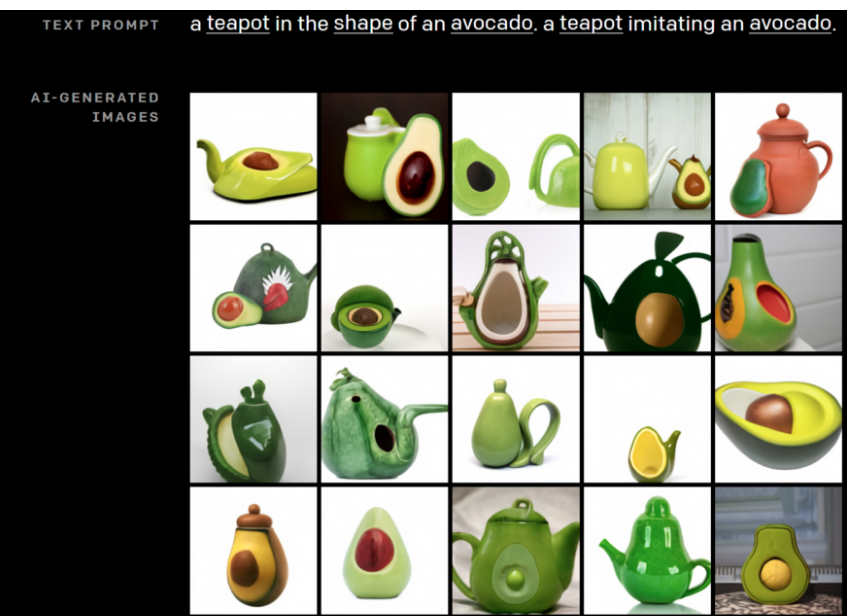 TEXT PROMPT
a teapot in the shape of an avocado. a teapot imitating an avocado.
AI-GENERATED
IMAGES